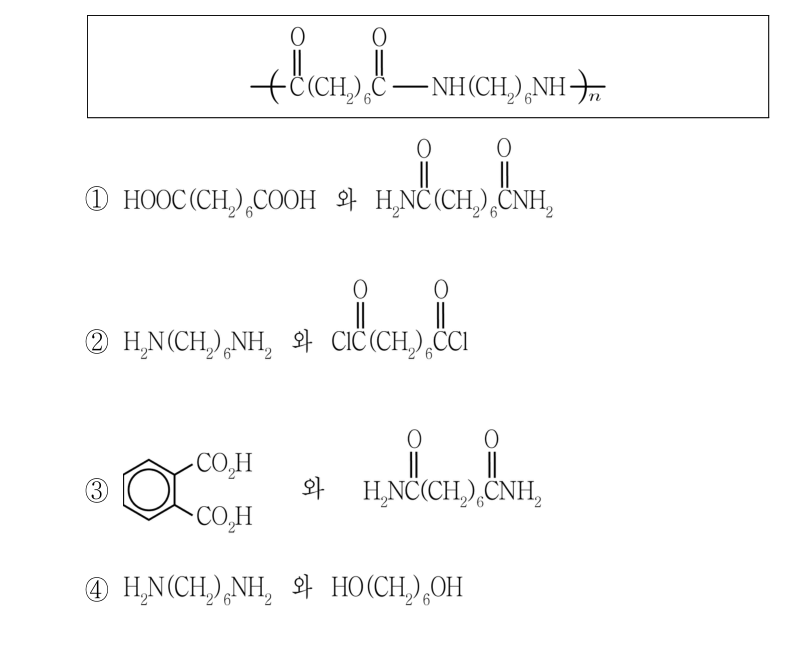 O O
‖ ‖
-(C(CH₂)₆C—NH(CH₂)₆NH)-ₙ
O O
‖ ‖
① HOOC(CH₂)₆COOH 와 H₂NC(CH₂)₆CNH₂
O O
‖ ‖
② H₂N(CH₂)₆NH₂ 와 ClC(CH₂)₆CCl
O O
‖ ‖
CO₂H
③ 와 H₂NC(CH₂)₆CNH₂
CO₂H
④ H₂N(CH₂)₆NH₂ 와 HO(CH₂)₆OH